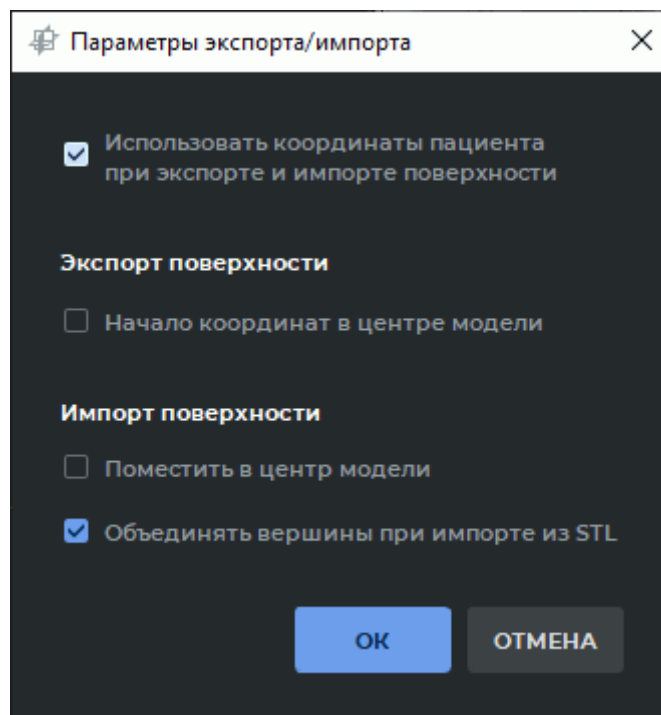 Параметры экспорта/импорта
Использовать координаты пациента
при экспорте и импорте поверхности
Экспорт поверхности
Начало координат в центре модели
Импорт поверхности
Поместить в центр модели
Объединять вершины при импорте из STL
ОК
ОТМЕНА